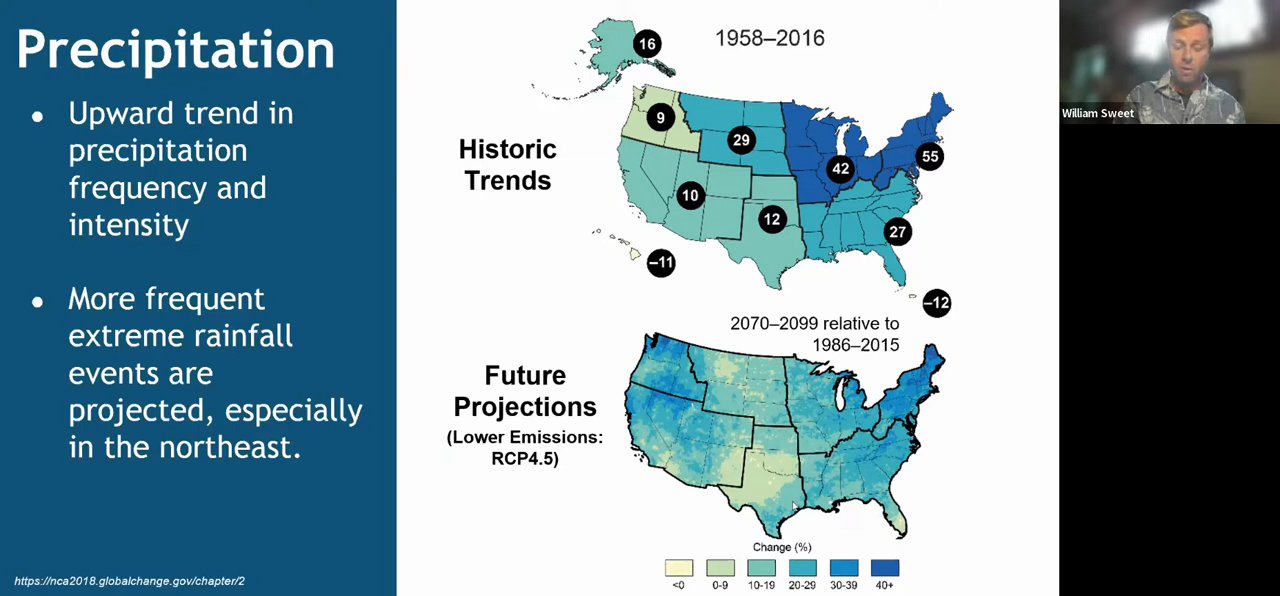 Precipitation
● Upward trend in
precipitation
frequency and
intensity
● More frequent
extreme rainfall
events are
projected, especially
in the northeast.
https://nca2018.globalchange.gov/chapter/2
1958–2016
Historic
Trends
16
9
29
42
55
10
12
27
–11
–12
2070–2099 relative to
1986–2015
Future
Projections
(Lower Emissions:
RCP4.5)
Change (%)
<0 0-9 10-19 20-29 30-39 40+
William Sweet